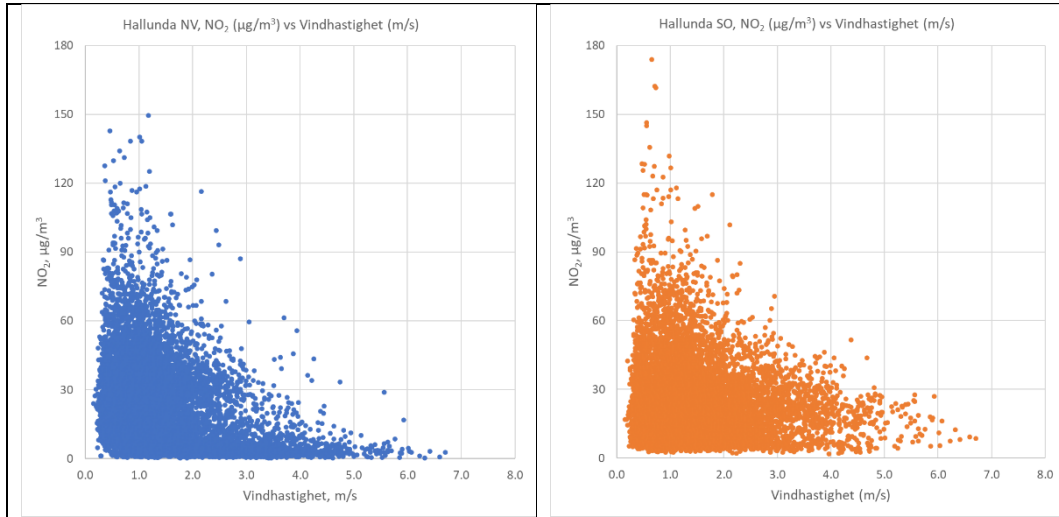 Hallunda NV, NO₂ (µg/m³) vs Vindhastighet (m/s)
180
150
120
90
60
30
0
NO₂, µg/m³
0.0 1.0 2.0 3.0 4.0 5.0 6.0 7.0 8.0
Vindhastighet, m/s
Hallunda SO, NO₂ (µg/m³) vs Vindhastighet (m/s)
180
150
120
90
60
30
0
NO₂, µg/m³
0.0 1.0 2.0 3.0 4.0 5.0 6.0 7.0 8.0
Vindhastighet (m/s)